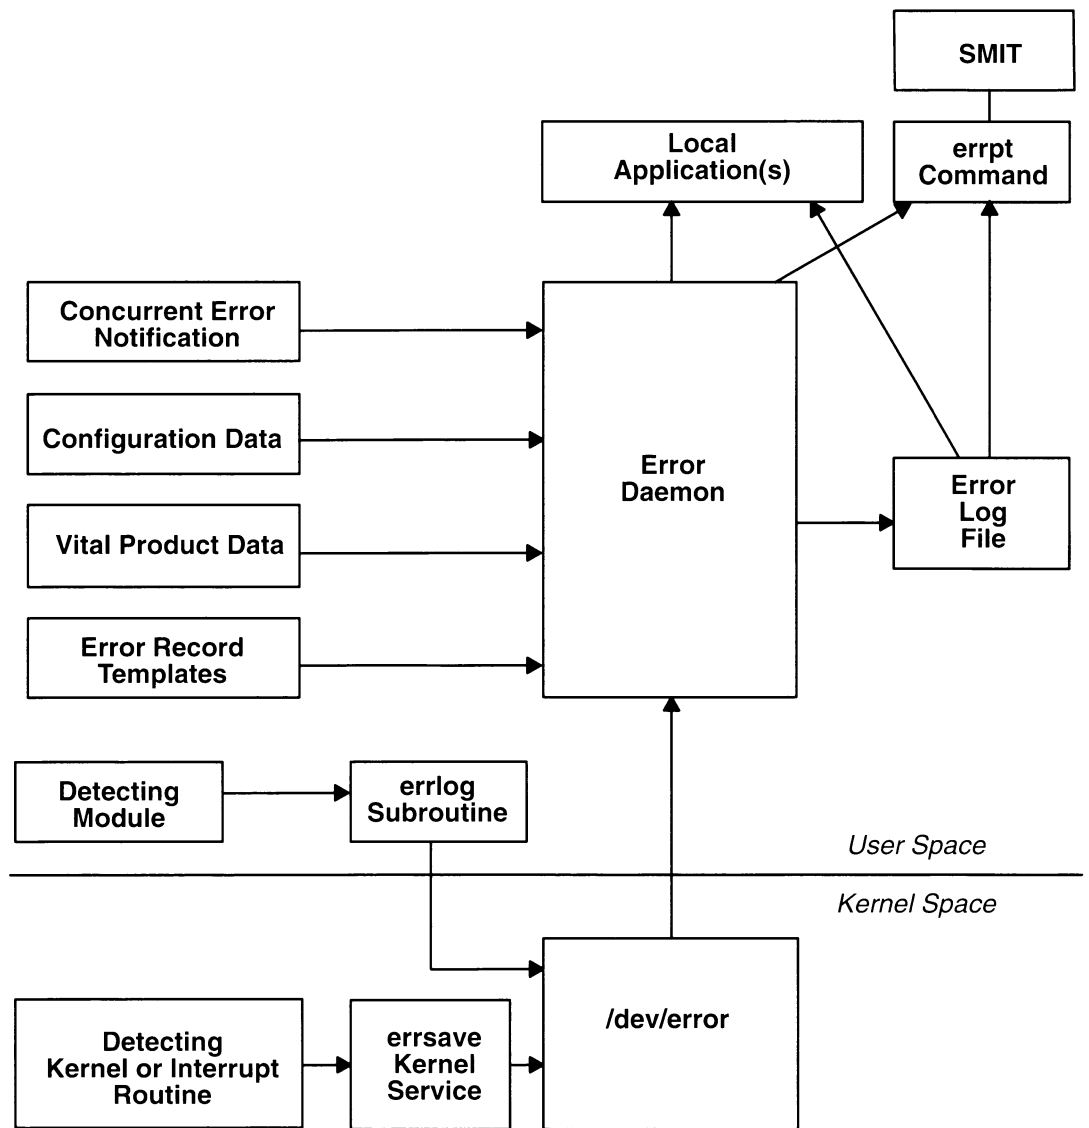 SMIT
Local
Application(s)
errpt
Command
Concurrent Error
Notification
Configuration Data
Vital Product Data
Error Record
Templates
Error
Daemon
Error
Log
File
Detecting
Module
errlog
Subroutine
User Space
Kernel Space
Detecting
Kernel or Interrupt
Routine
errsave
Kernel
Service
/dev/error